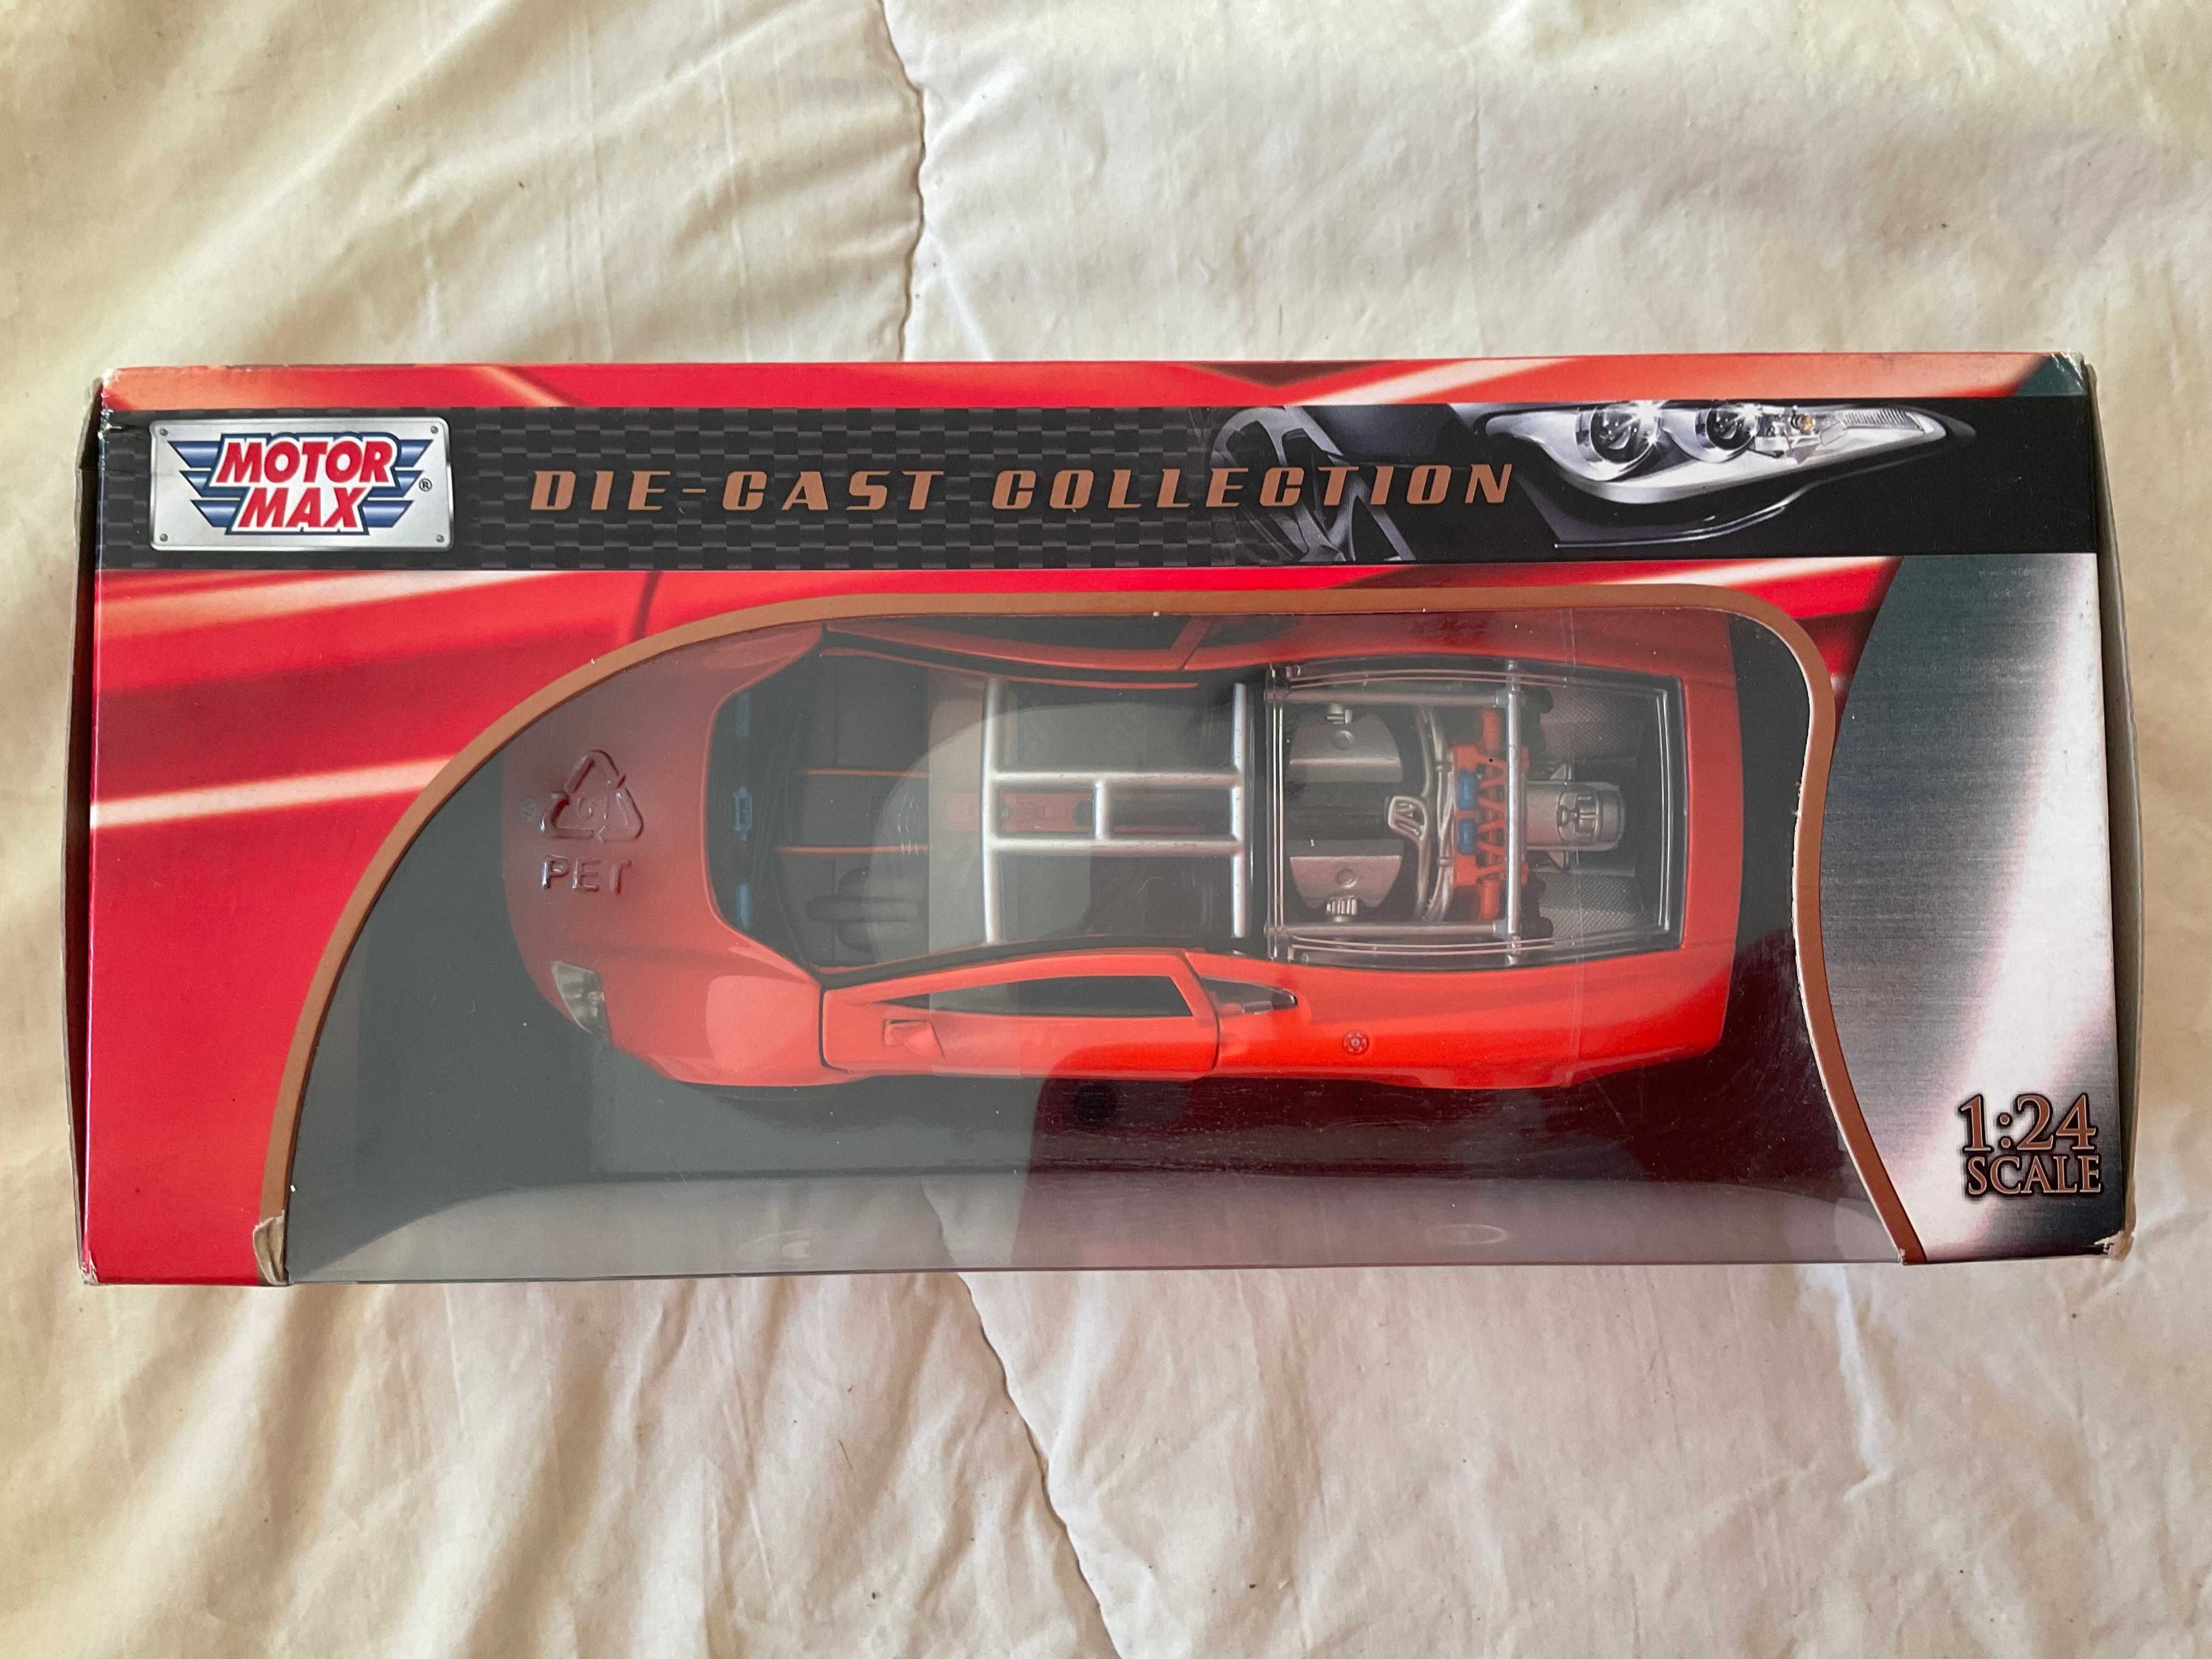 MOTOR
MAX ®
DIE-CAST COLLECTION
PET
1:24
SCALE